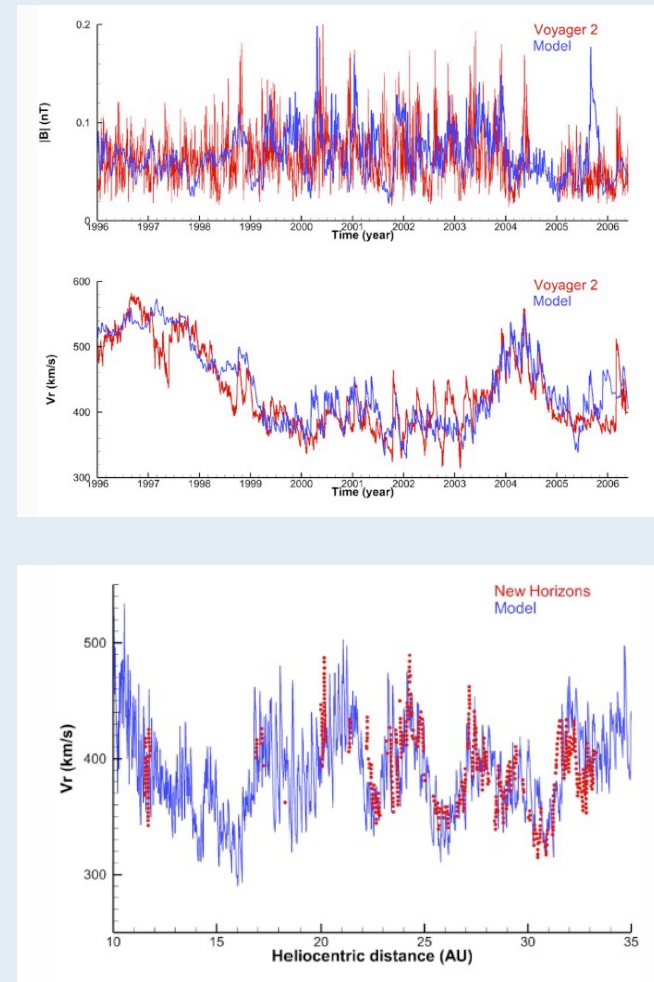 Voyager 2
Model
0.2
0.1
0
|B| (nT)
1996 1997 1998 1999 2000 2001 2002 2003 2004 2005 2006
Time (year)
Voyager 2
Model
600
500
400
300
Vr (km/s)
1996 1997 1998 1999 2000 2001 2002 2003 2004 2005 2006
Time (year)
New Horizons
Model
500
400
300
Vr (km/s)
10 15 20 25 30 35
Heliocentric distance (AU)